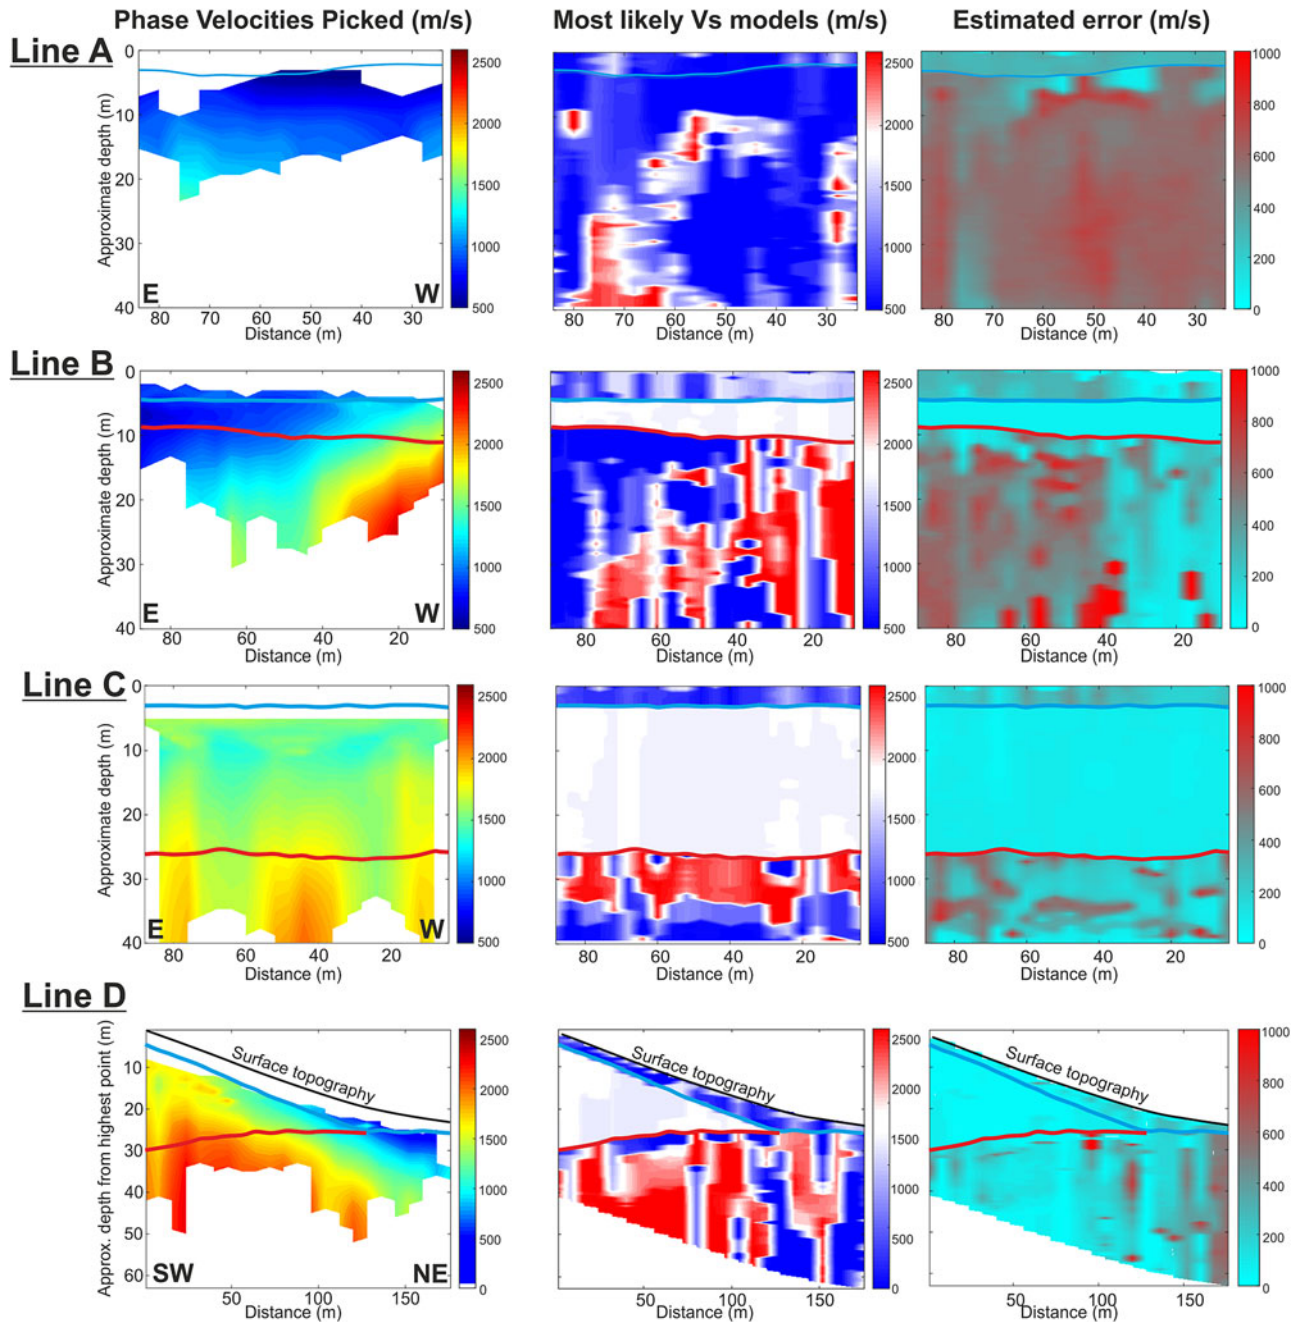 Phase Velocities Picked (m/s)
Most likely Vs models (m/s)
Estimated error (m/s)
Line A
Approximate depth (m)
0
10
20
30
40
E
W
80 70 60 50 40 30
Distance (m)
2500
2000
1500
1000
500
80 70 60 50 40 30
Distance (m)
2500
2000
1500
1000
500
80 70 60 50 40 30
Distance (m)
1000
800
600
400
200
0
Line B
Approximate depth (m)
0
10
20
30
40
E
W
80 60 40 20
Distance (m)
2500
2000
1500
1000
500
80 60 40 20
Distance (m)
2500
2000
1500
1000
500
80 60 40 20
Distance (m)
1000
800
600
400
200
0
Line C
Approximate depth (m)
0
10
20
30
40
E
W
80 60 40 20
Distance (m)
2500
2000
1500
1000
500
80 60 40 20
Distance (m)
2500
2000
1500
1000
500
80 60 40 20
Distance (m)
1000
800
600
400
200
0
Line D
Approx. depth from highest point (m)
10
20
30
40
50
60
Surface topography
SW
NE
50 100 150
Distance (m)
2500
2000
1500
1000
500
0
Surface topography
50 100 150
Distance (m)
2500
2000
1500
1000
500
0
Surface topography
50 100 150
Distance (m)
1000
800
600
400
200
0